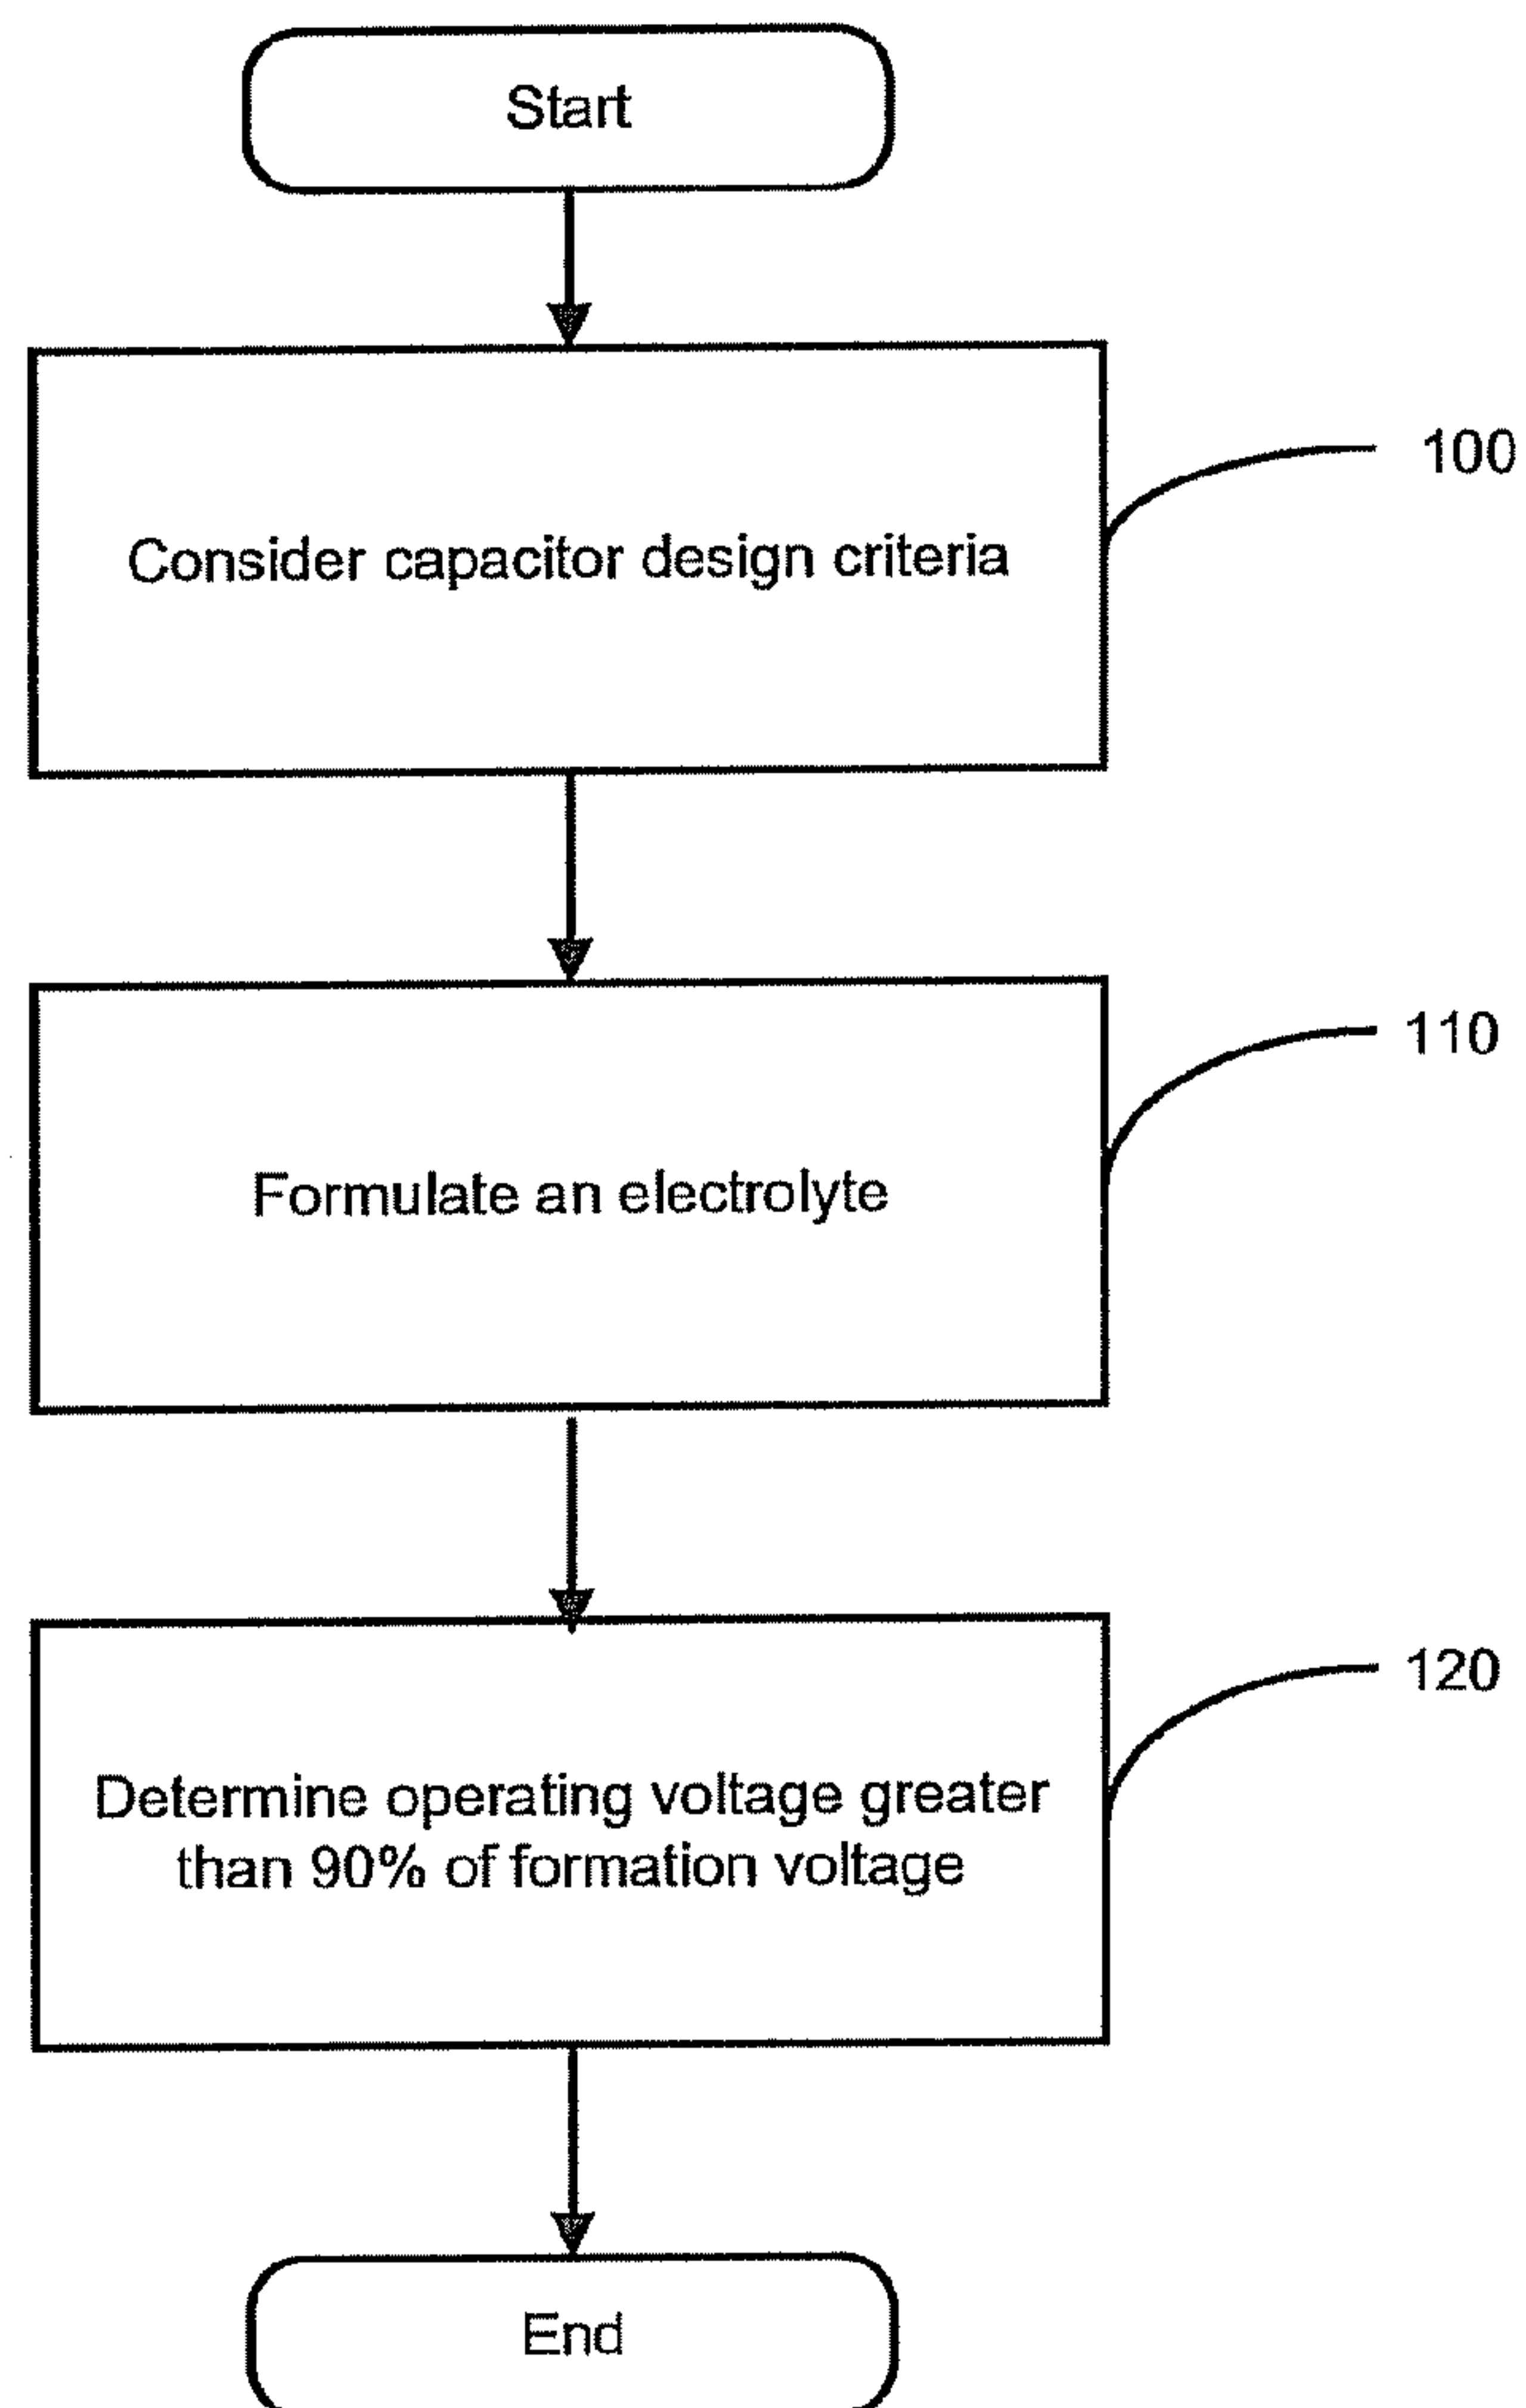 Start
Consider capacitor design criteria
100
Formulate an electrolyte
110
Determine operating voltage greater
than 90% of formation voltage
120
End